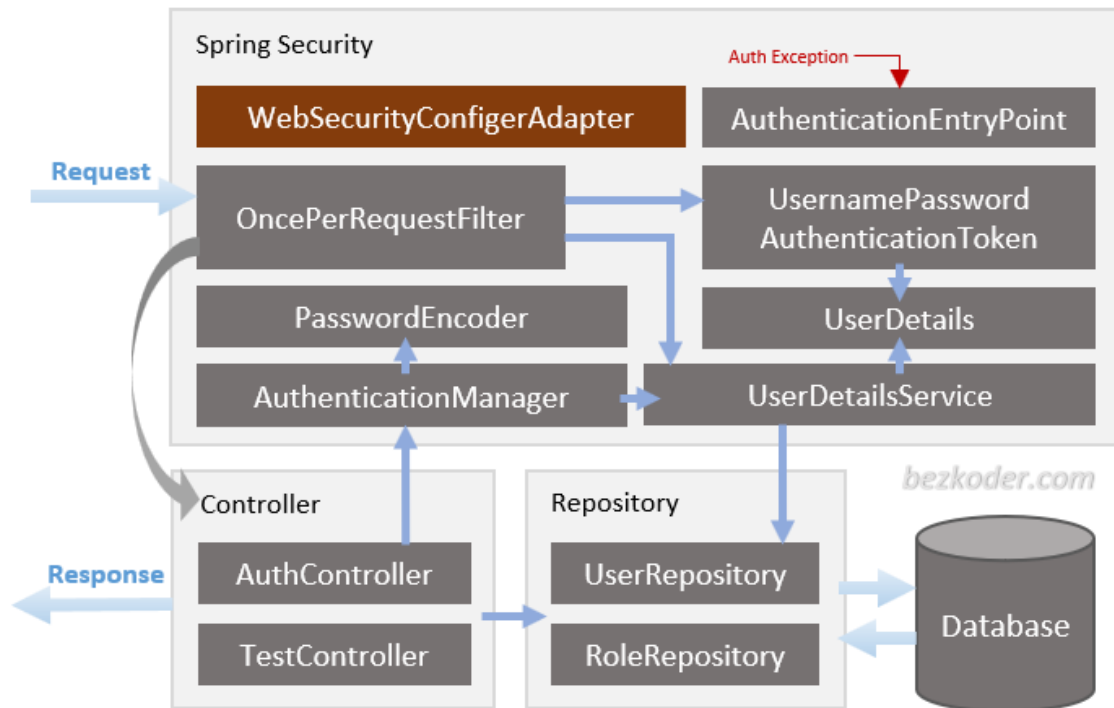 Spring Security
Auth Exception
WebSecurityConfigerAdapter
AuthenticationEntryPoint
Request
OncePerRequestFilter
UsernamePassword
AuthenticationToken
PasswordEncoder
UserDetails
AuthenticationManager
UserDetailsService
bezkoder.com
Controller
Repository
Response
AuthController
UserRepository
Database
TestController
RoleRepository